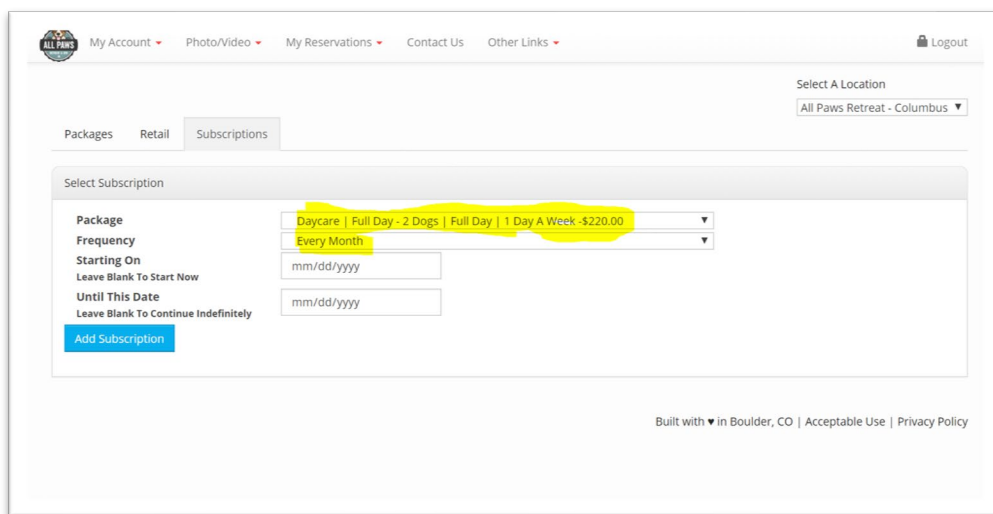 ALL PAWS
My Account Photo/Video My Reservations Contact Us Other Links Logout
Select A Location
All Paws Retreat - Columbus
Packages Retail Subscriptions
Select Subscription
Package Daycare | Full Day - 2 Dogs | Full Day | 1 Day A Week -$220.00
Frequency Every Month
Starting On mm/dd/yyyy
Leave Blank To Start Now
Until This Date mm/dd/yyyy
Leave Blank To Continue Indefinitely
Add Subscription
Built with ♥ in Boulder, CO | Acceptable Use | Privacy Policy